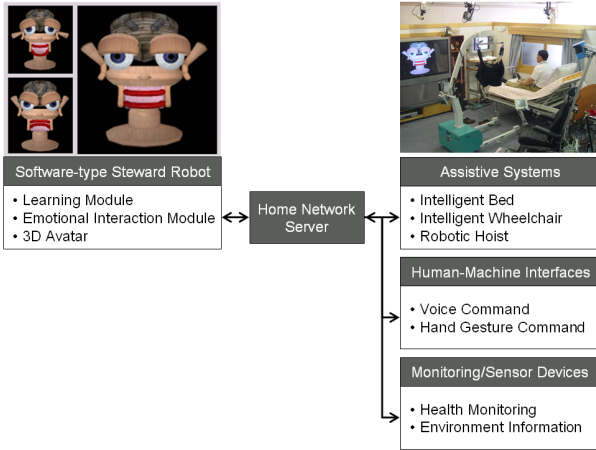 Software-type Steward Robot
• Learning Module
• Emotional Interaction Module
• 3D Avatar
Home Network
Server
Assistive Systems
• Intelligent Bed
• Intelligent Wheelchair
• Robotic Hoist
Human-Machine Interfaces
• Voice Command
• Hand Gesture Command
Monitoring/Sensor Devices
• Health Monitoring
• Environment Information